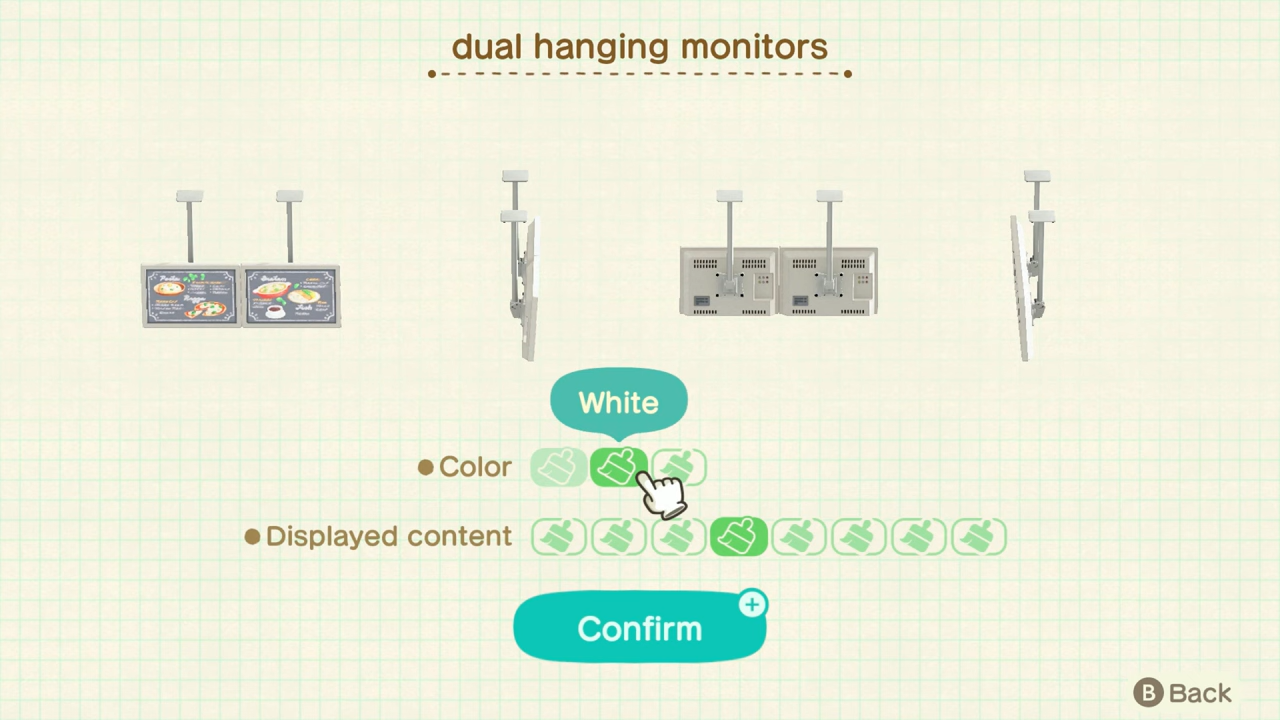 dual hanging monitors
White
Color
Displayed content
Confirm
B Back